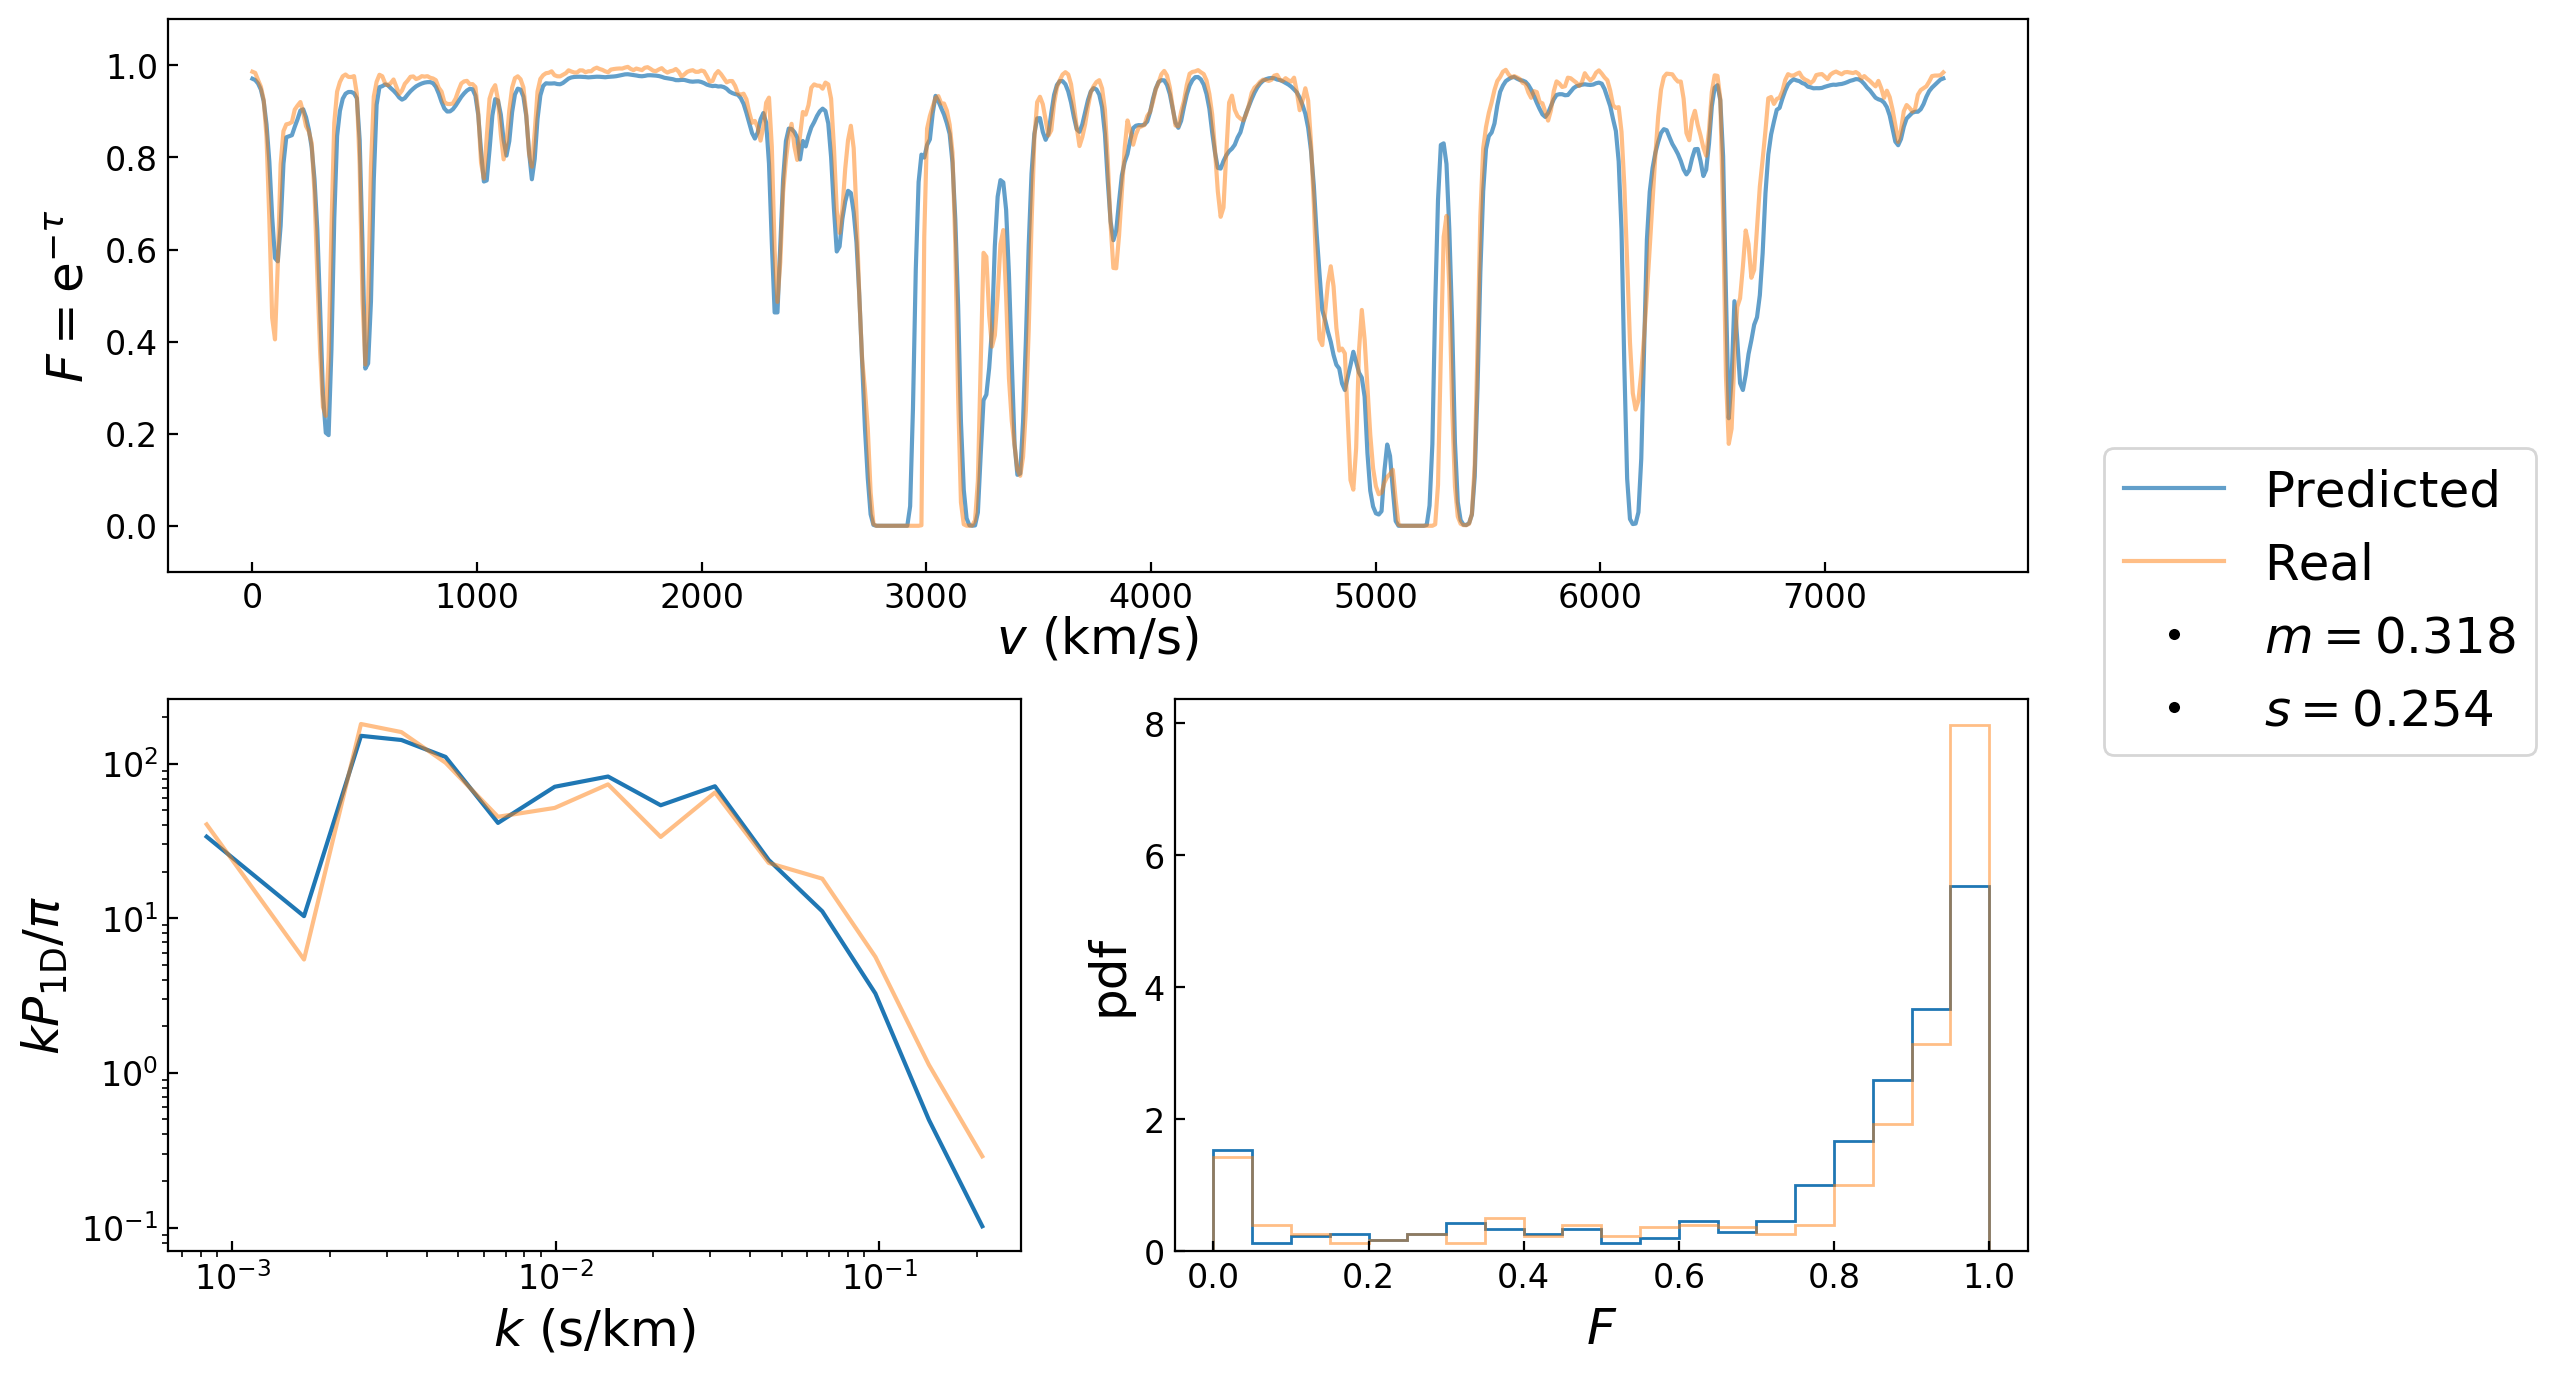 1.0
0.8
0.6
0.4
0.2
0.0
F = e^{-τ}
0 1000 2000 3000 4000 5000 6000 7000
v (km/s)
Predicted
Real
m = 0.318
s = 0.254
10^2
10^1
10^0
10^{-1}
kP_{1D}/π
10^{-3} 10^{-2} 10^{-1}
k (s/km)
8
6
4
2
0
pdf
0.0 0.2 0.4 0.6 0.8 1.0
F